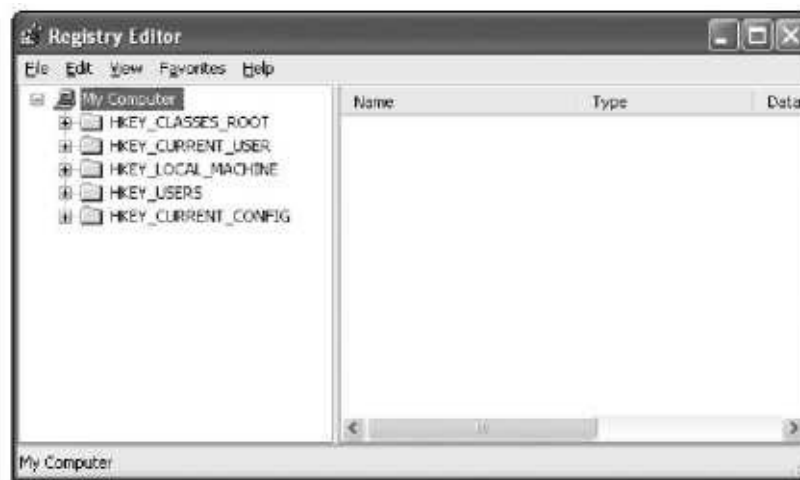 Registry Editor
File Edit View Favorites Help
My Computer
Name Type Data
HKEY_CLASSES_ROOT
HKEY_CURRENT_USER
HKEY_LOCAL_MACHINE
HKEY_USERS
HKEY_CURRENT_CONFIG
My Computer